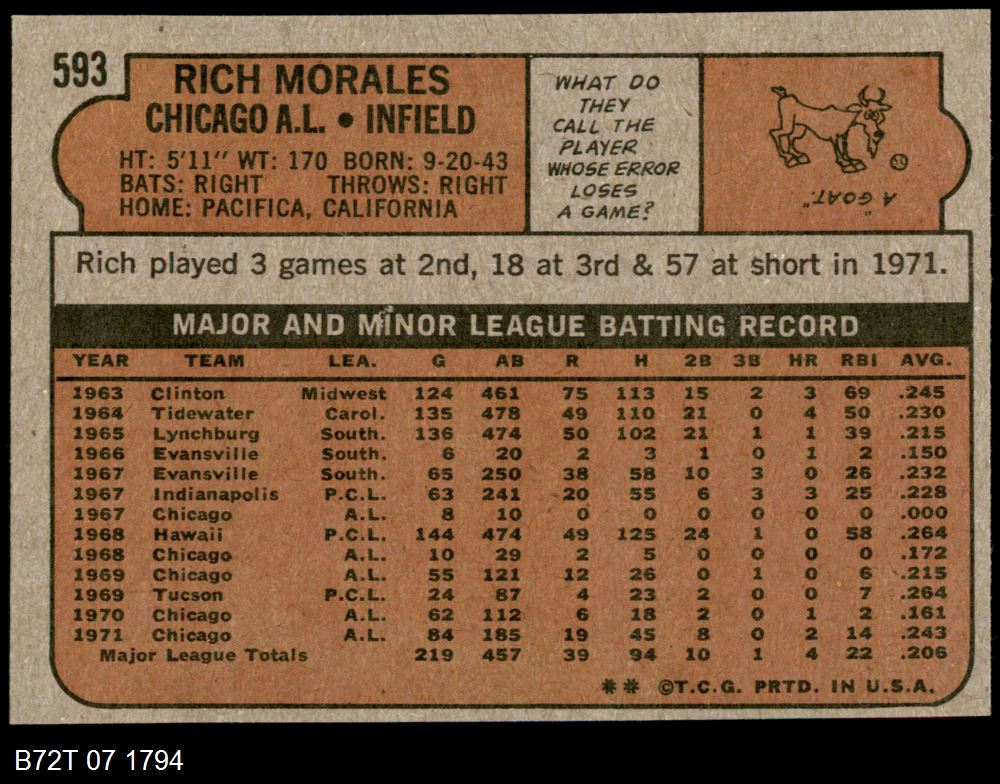 593
RICH MORALES
CHICAGO A.L. • INFIELD
HT: 5'11" WT: 170 BORN: 9-20-43
BATS: RIGHT THROWS: RIGHT
HOME: PACIFICA, CALIFORNIA
WHAT DO
THEY
CALL THE
PLAYER
WHOSE ERROR
LOSES
A GAME?
A "GOAT."
Rich played 3 games at 2nd, 18 at 3rd & 57 at short in 1971.
MAJOR AND MINOR LEAGUE BATTING RECORD
YEAR TEAM LEA. G AB R H 2B 3B HR RBI AVG.
1963 Clinton Midwest 124 461 75 113 15 2 3 69 .245
1964 Tidewater Carol. 135 478 49 110 21 0 4 50 .230
1965 Lynchburg South. 136 474 50 102 21 1 1 39 .215
1966 Evansville South. 6 20 2 3 1 0 1 2 .150
1967 Evansville South. 65 250 38 58 10 3 0 26 .232
1967 Indianapolis P.C.L. 63 241 20 55 6 3 3 25 .228
1967 Chicago A.L. 8 10 0 0 0 0 0 0 .000
1968 Hawaii P.C.L. 144 474 49 125 24 1 0 58 .264
1968 Chicago A.L. 10 29 2 5 0 0 0 0 .172
1969 Chicago A.L. 55 121 12 26 0 1 0 6 .215
1969 Tucson P.C.L. 24 87 4 23 2 0 0 7 .264
1970 Chicago A.L. 62 112 6 18 2 0 1 2 .161
1971 Chicago A.L. 84 185 19 45 8 0 2 14 .243
Major League Totals 219 457 39 94 10 1 4 22 .206
** ©T.C.G. PRTD. IN U.S.A.
B72T 07 1794